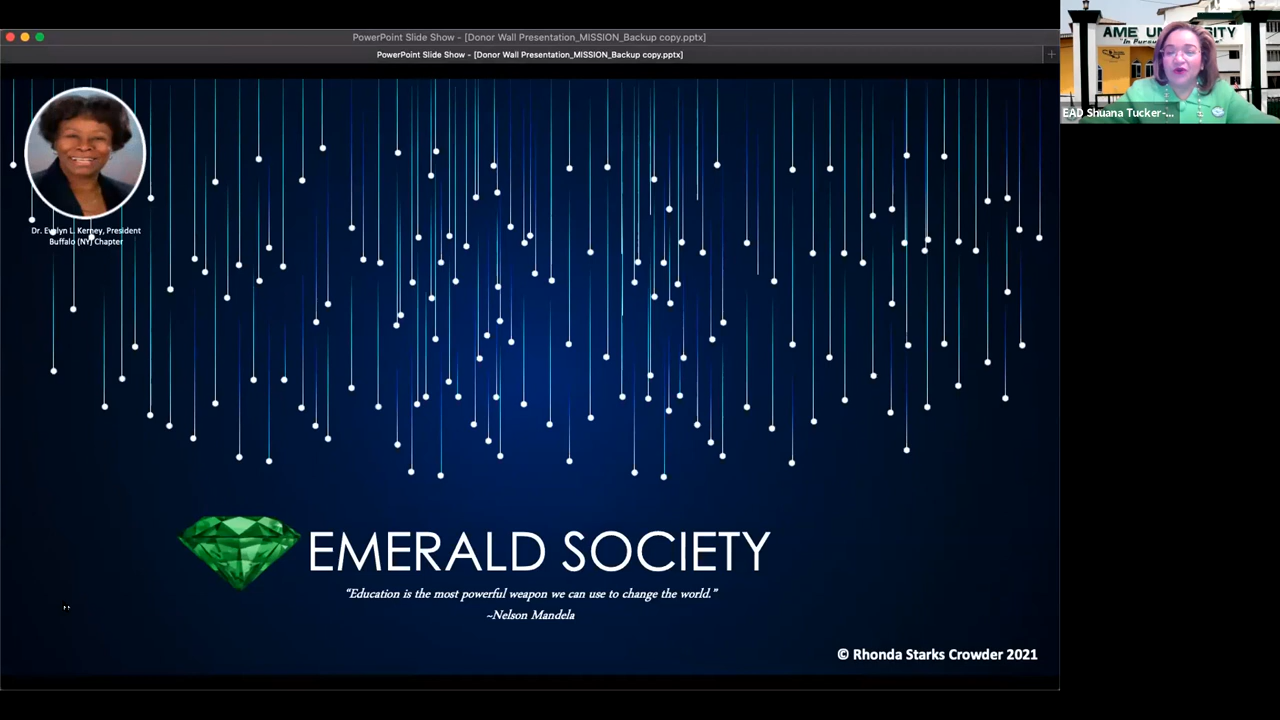 PowerPoint Slide Show - [Donor Wall Presentation_MISSION_Backup copy.pptx]
PowerPoint Slide Show - [Donor Wall Presentation_MISSION_Backup copy.pptx]
AME UNIVERSITY
EAD Shuana Tucker-...
Dr. Evelyn L. Kerney, President
Buffalo (NY) Chapter
EMERALD SOCIETY
“Education is the most powerful weapon we can use to change the world.”
~Nelson Mandela
© Rhonda Starks Crowder 2021